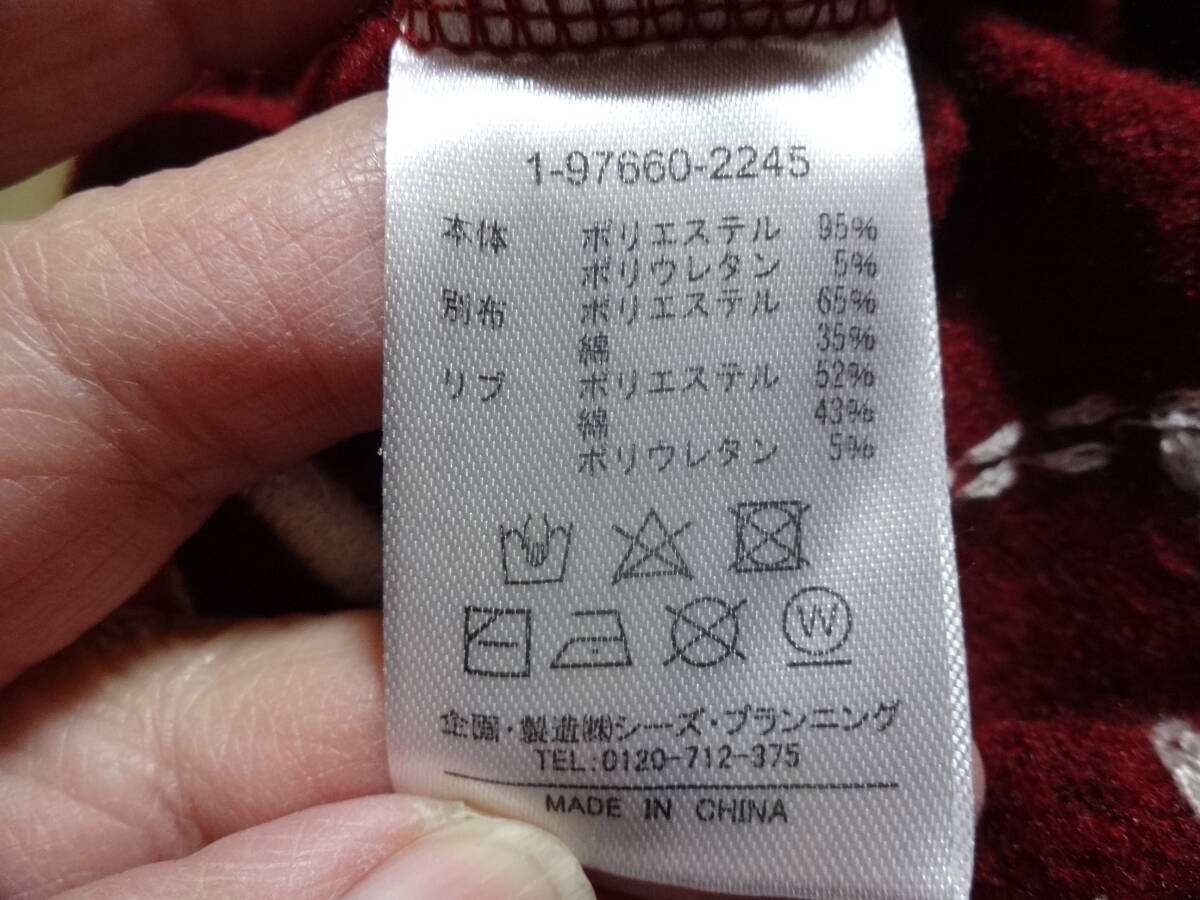 1-97660-2245
本体 ポリエステル 95%
ポリウレタン 5%
別布 ポリエステル 65%
綿 35%
リブ ポリエステル 52%
綿 43%
ポリウレタン 5%
W
企画・製造㈱シーズ・プランニング
TEL:0120-712-375
MADE IN CHINA